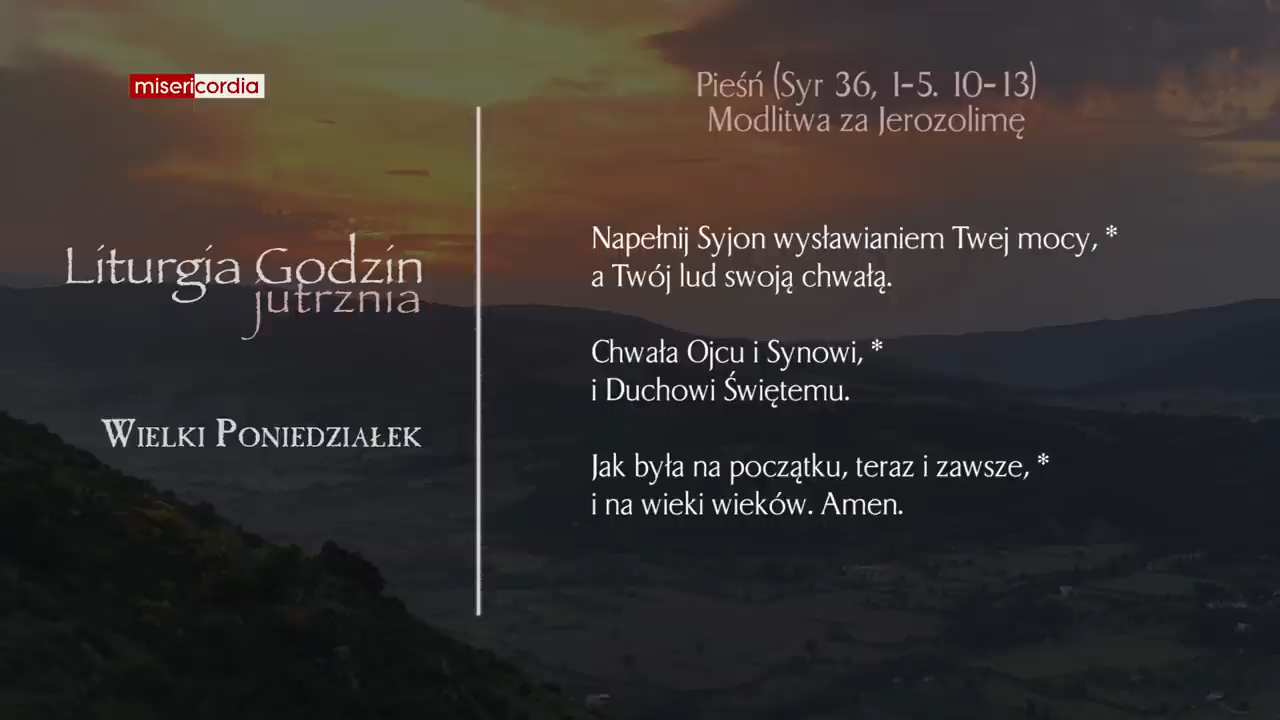 misericordia
Liturgia Godzin
jutrznia
Wielki Poniedziałek
Pieśń (Syr 36, 1-5. 10-13)
Modlitwa za Jerozolimę
Napełnij Syjon wysławianiem Twej mocy, *
a Twój lud swoją chwałą.
Chwała Ojcu i Synowi, *
i Duchowi Świętemu.
Jak była na początku, teraz i zawsze, *
i na wieki wieków. Amen.